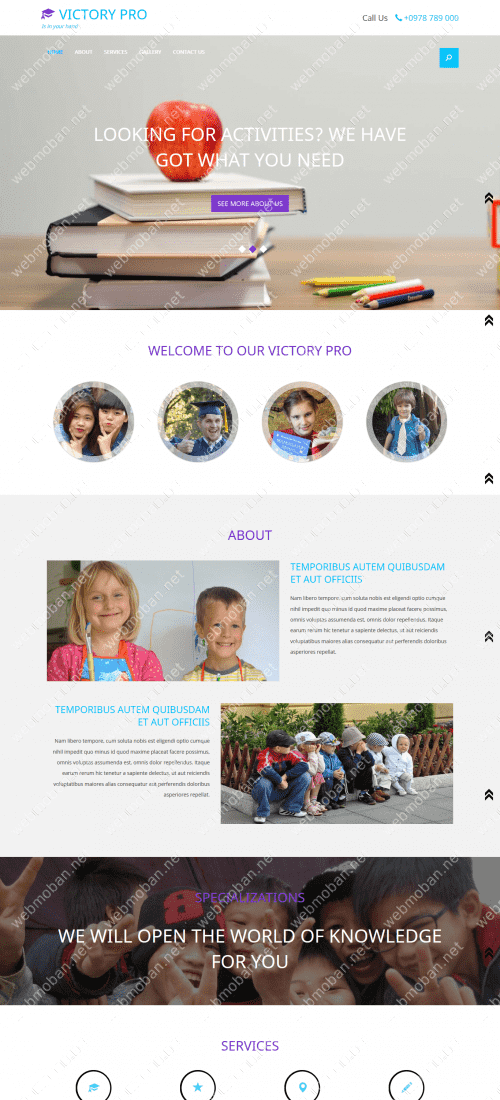 VICTORY PRO
is in your hand
Call Us +0978 789 000
HOME ABOUT SERVICES GALLERY CONTACT US
LOOKING FOR ACTIVITIES? WE HAVE
GOT WHAT YOU NEED
SEE MORE ABOUT US
WELCOME TO OUR VICTORY PRO
ABOUT
TEMPORIBUS AUTEM QUIBUSDAM
ET AUT OFFICIIS
Nam libero tempore, cum soluta nobis est eligendi optio cumque
nihil impedit quo minus id quod maxime placeat facere possimus,
omnis voluptas assumenda est, omnis dolor repellendus. Itaque
earum rerum hic tenetur a sapiente delectus, ut aut reiciendis
voluptatibus maiores alias consequatur aut perferendis doloribus
asperiores repellat.
TEMPORIBUS AUTEM QUIBUSDAM
ET AUT OFFICIIS
Nam libero tempore, cum soluta nobis est eligendi optio cumque
nihil impedit quo minus id quod maxime placeat facere possimus,
omnis voluptas assumenda est, omnis dolor repellendus. Itaque
earum rerum hic tenetur a sapiente delectus, ut aut reiciendis
voluptatibus maiores alias consequatur aut perferendis doloribus
asperiores repellat.
SPECIALIZATIONS
WE WILL OPEN THE WORLD OF KNOWLEDGE
FOR YOU
SERVICES
webmoban.net